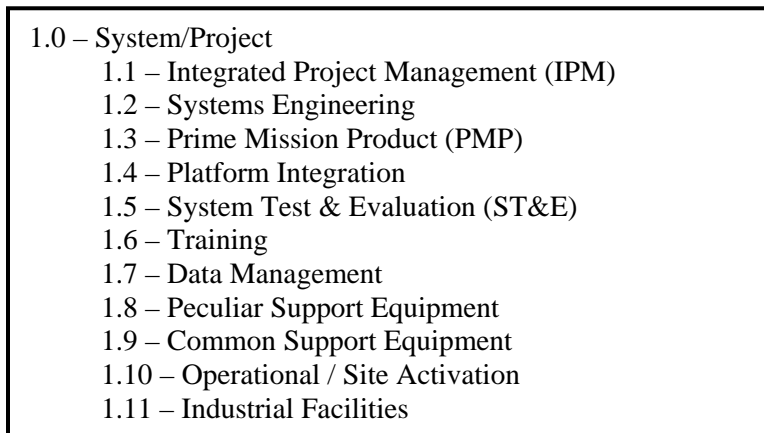 1.0 – System/Project
1.1 – Integrated Project Management (IPM)
1.2 – Systems Engineering
1.3 – Prime Mission Product (PMP)
1.4 – Platform Integration
1.5 – System Test & Evaluation (ST&E)
1.6 – Training
1.7 – Data Management
1.8 – Peculiar Support Equipment
1.9 – Common Support Equipment
1.10 – Operational / Site Activation
1.11 – Industrial Facilities